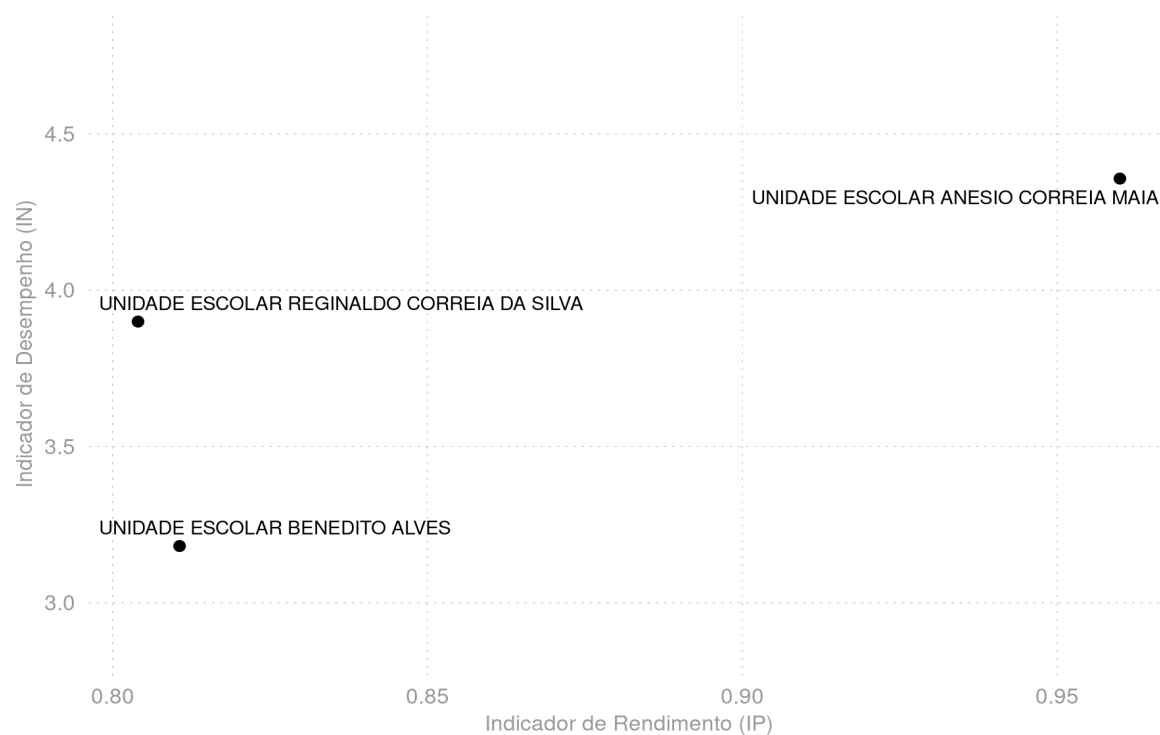 4.5
UNIDADE ESCOLAR ANESIO CORREIA MAIA
4.0
UNIDADE ESCOLAR REGINALDO CORREIA DA SILVA
3.5
UNIDADE ESCOLAR BENEDITO ALVES
3.0
Indicador de Desempenho (IN)
0.80 0.85 0.90 0.95
Indicador de Rendimento (IP)